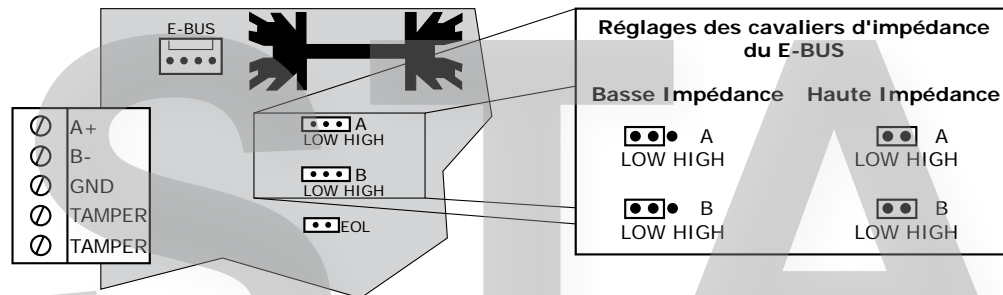 E-BUS
A+
B-
GND
TAMPER
TAMPER
A
LOW HIGH
B
LOW HIGH
EOL
Réglages des cavaliers d'impédance
du E-BUS
Basse Impédance Haute Impédance
A A
LOW HIGH LOW HIGH
B B
LOW HIGH LOW HIGH
STA